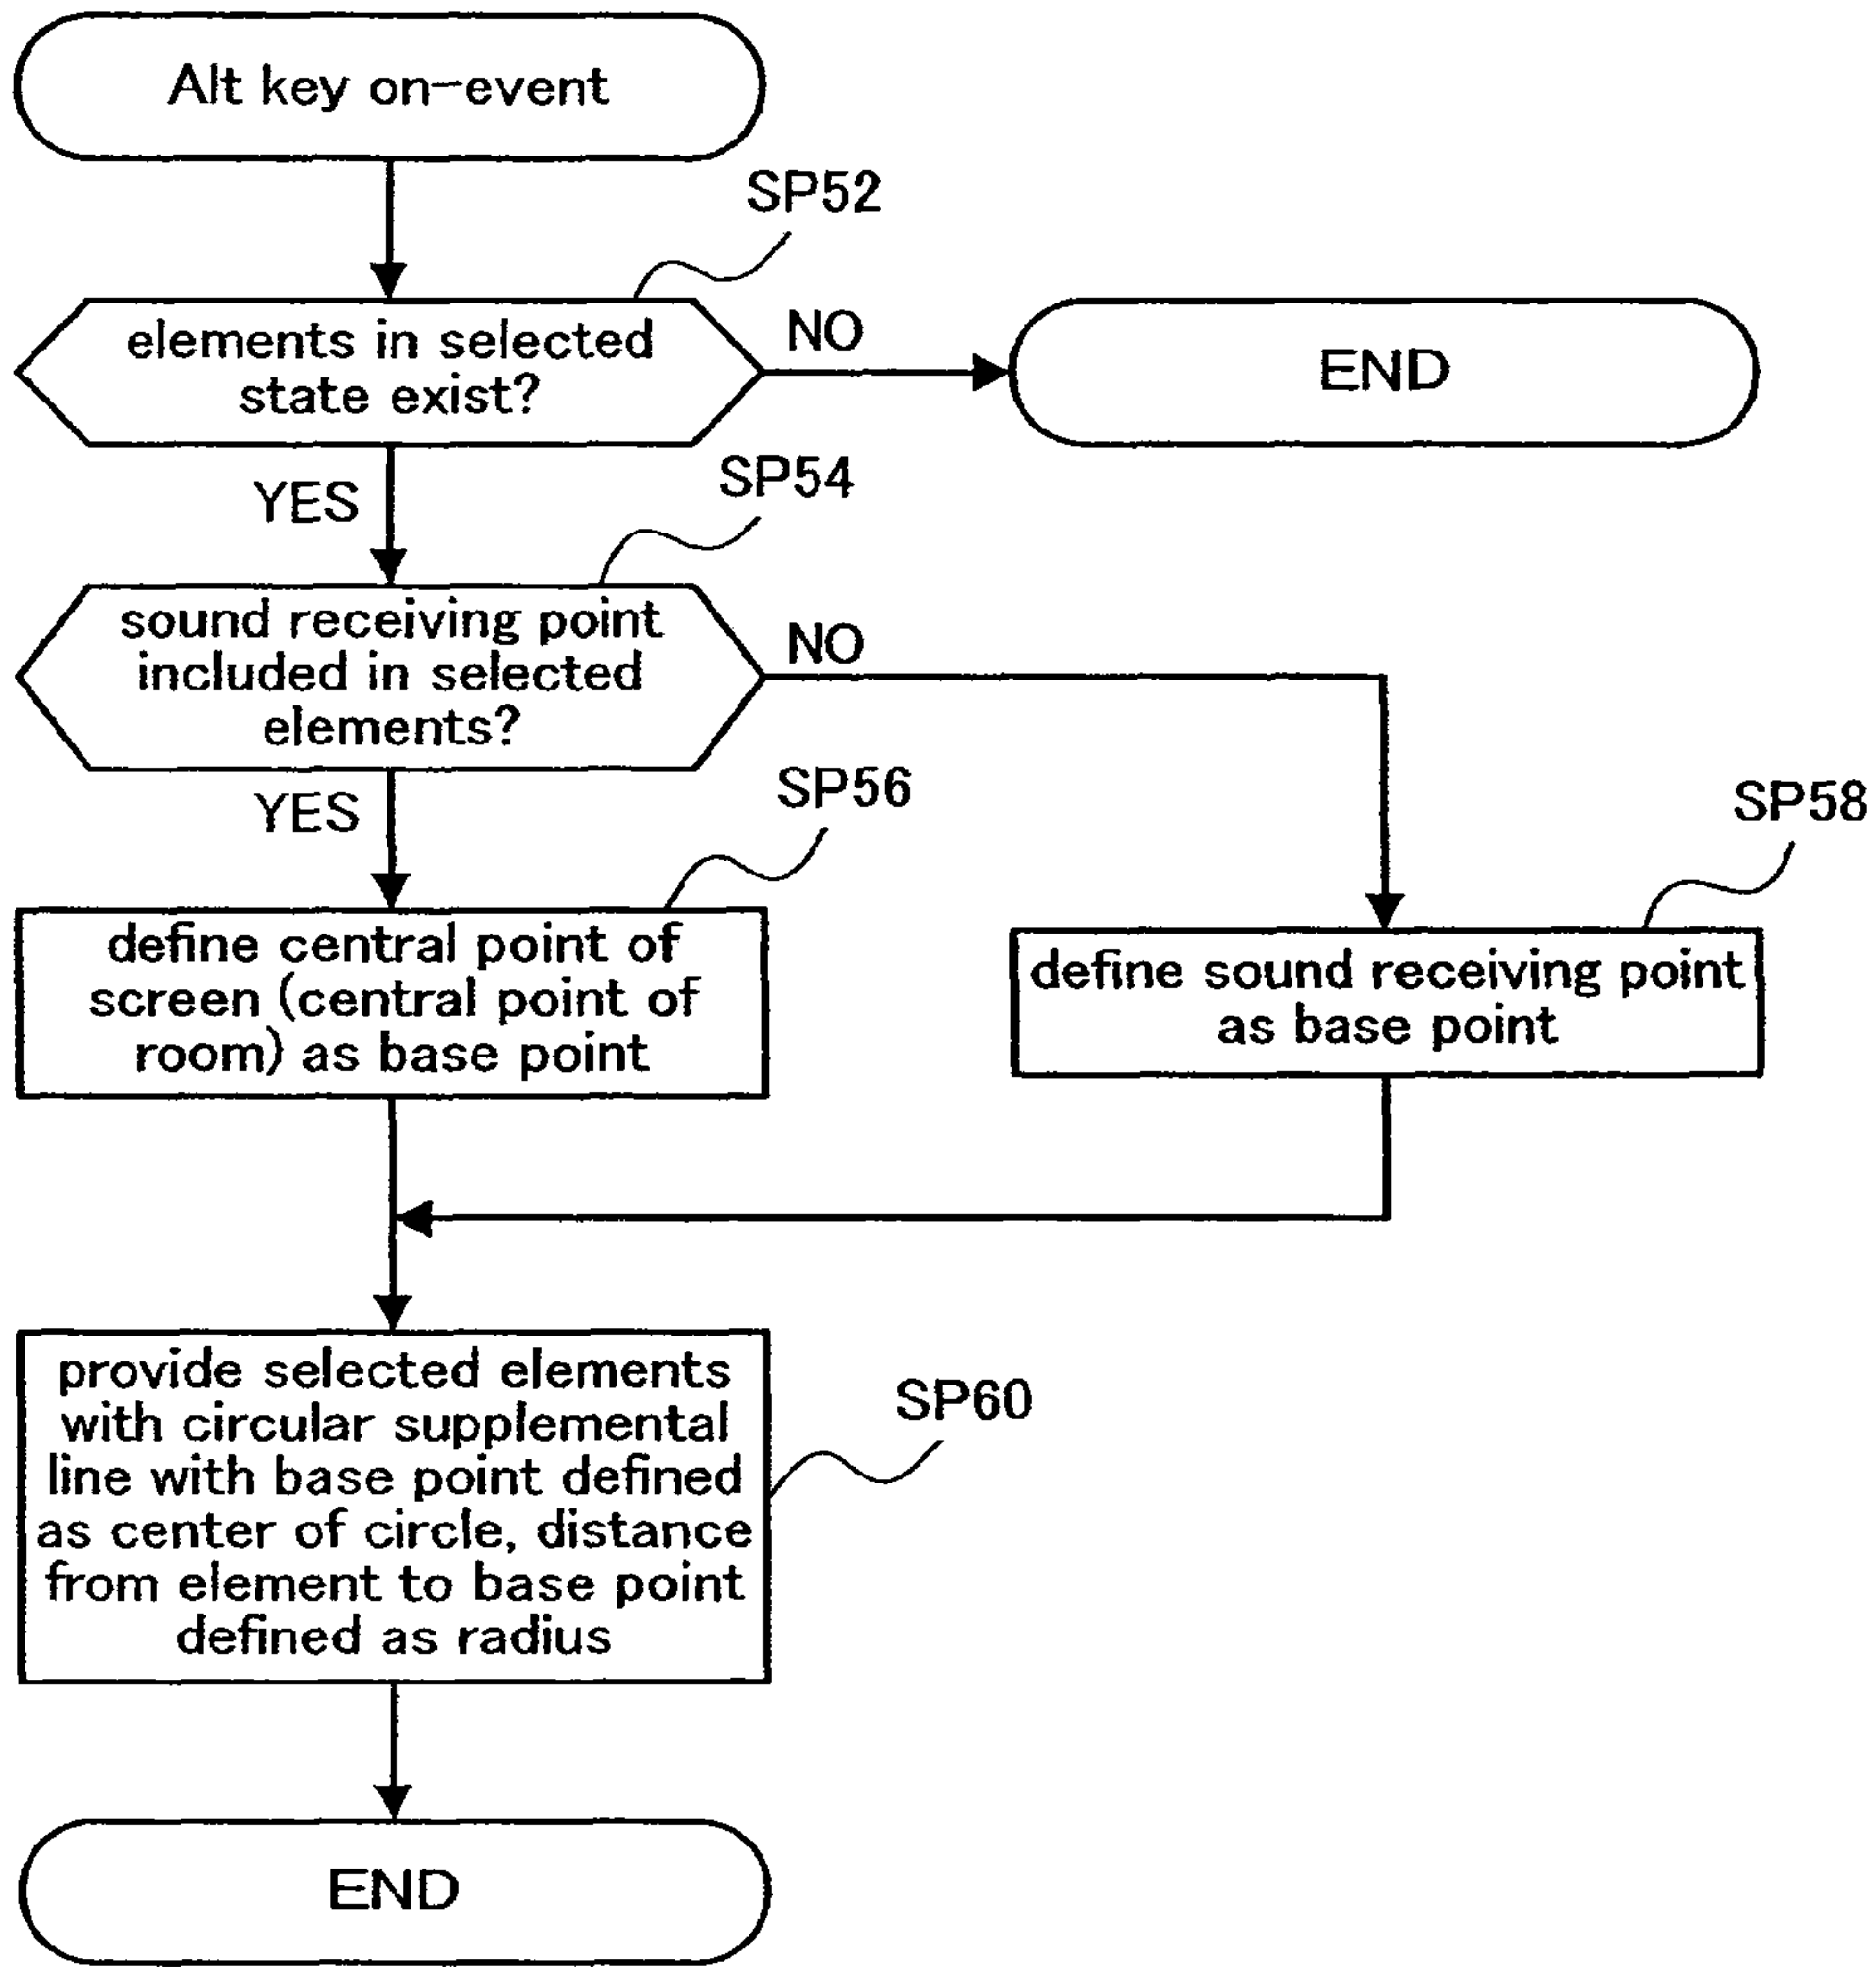 Alt key on-event
SP52
elements in selected
state exist?
NO
END
YES
SP54
sound receiving point
included in selected
elements?
NO
YES
SP56
define central point of
screen (central point of
room) as base point
SP58
define sound receiving point
as base point
provide selected elements
with circular supplemental
line with base point defined
as center of circle, distance
from element to base point
defined as radius
SP60
END